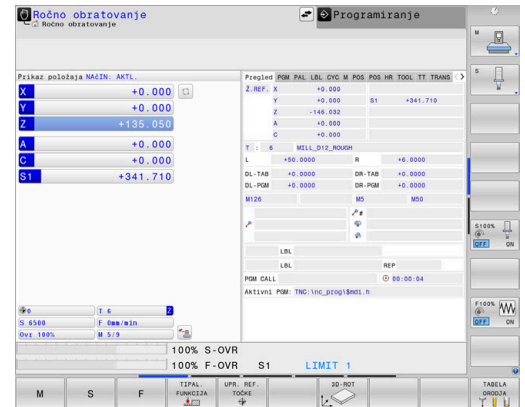 Ročno obratovanje
Ročno obratovanje
Programiranje
Prikaz položaja NAčIN: AKTL.
X +0.000
Y +0.000
Z +135.050
A +0.000
C +0.000
S1 +341.710
Pregled PGM PAL LBL CYC M POS POS HR TOOL TT TRANS
Z.REF. X +0.000
Y +0.000 S1 +341.710
Z -146.032
A +0.000
C +0.000
T : 6 MILL_D12_ROUGH
L +50.0000 R +6.0000
DL-TAB +0.0000 DR-TAB +0.0000
DL-PGM +0.0000 DR-PGM +0.0000
M126 M5 M50
LBL
LBL REP
PGM CALL 00:00:04
Aktivni PGM: TNC:\nc_prog\$mdi.h
0 T 6 Z
S 6500 F 0mm/min
Ovr 100% M 5/9
100% S-OVR
100% F-OVR S1 LIMIT 1
M
S
S100%
OFF ON
F100%
OFF ON
M
S
F
TIPAL. FUNKCIJA
UPR. REF. TOČKE
3D-ROT
TABELA ORODJA